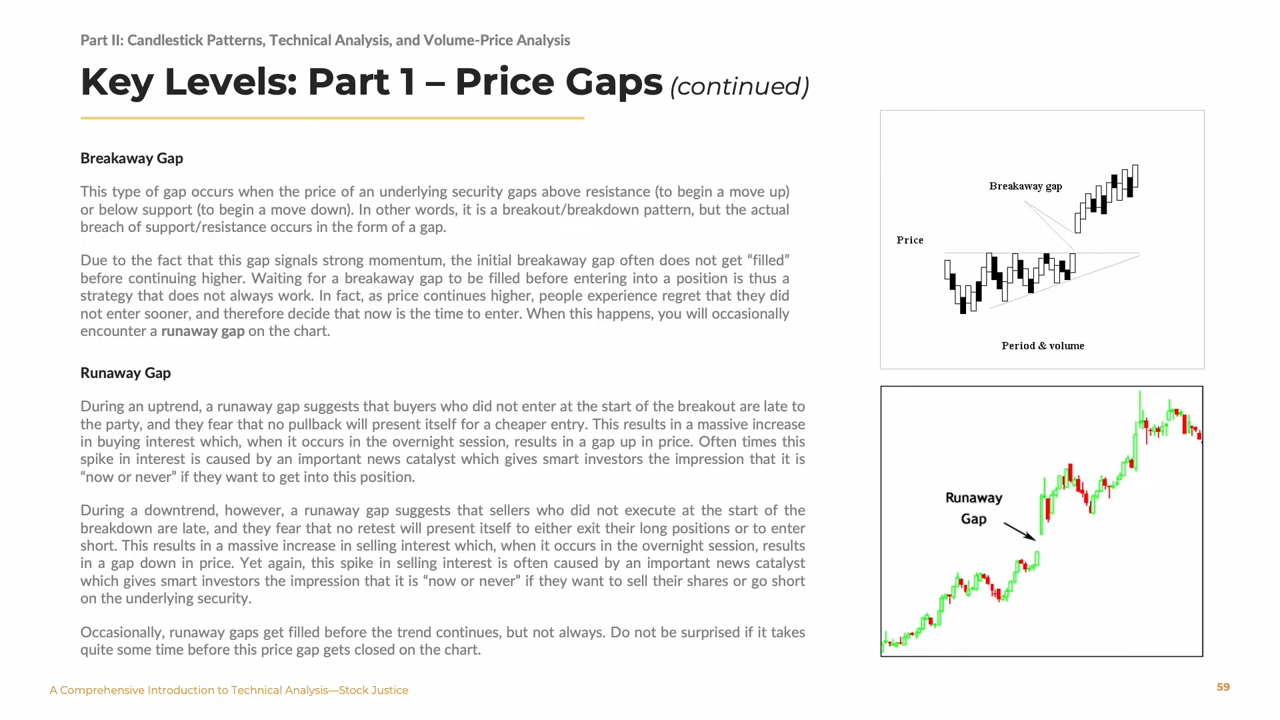 Part II: Candlestick Patterns, Technical Analysis, and Volume-Price Analysis
Key Levels: Part 1 – Price Gaps (continued)
Breakaway Gap
This type of gap occurs when the price of an underlying security gaps above resistance (to begin a move up)
or below support (to begin a move down). In other words, it is a breakout/breakdown pattern, but the actual
breach of support/resistance occurs in the form of a gap.
Due to the fact that this gap signals strong momentum, the initial breakaway gap often does not get “filled”
before continuing higher. Waiting for a breakaway gap to be filled before entering into a position is thus a
strategy that does not always work. In fact, as price continues higher, people experience regret that they did
not enter sooner, and therefore decide that now is the time to enter. When this happens, you will occasionally
encounter a runaway gap on the chart.
Runaway Gap
During an uptrend, a runaway gap suggests that buyers who did not enter at the start of the breakout are late to
the party, and they fear that no pullback will present itself for a cheaper entry. This results in a massive increase
in buying interest which, when it occurs in the overnight session, results in a gap up in price. Often times this
spike in interest is caused by an important news catalyst which gives smart investors the impression that it is
“now or never” if they want to get into this position.
During a downtrend, however, a runaway gap suggests that sellers who did not execute at the start of the
breakdown are late, and they fear that no retest will present itself to either exit their long positions or to enter
short. This results in a massive increase in selling interest which, when it occurs in the overnight session, results
in a gap down in price. Yet again, this spike in selling interest is often caused by an important news catalyst
which gives smart investors the impression that it is “now or never” if they want to sell their shares or go short
on the underlying security.
Occasionally, runaway gaps get filled before the trend continues, but not always. Do not be surprised if it takes
quite some time before this price gap gets closed on the chart.
Breakaway gap
Price
Period & volume
Runaway
Gap
A Comprehensive Introduction to Technical Analysis—Stock Justice
59